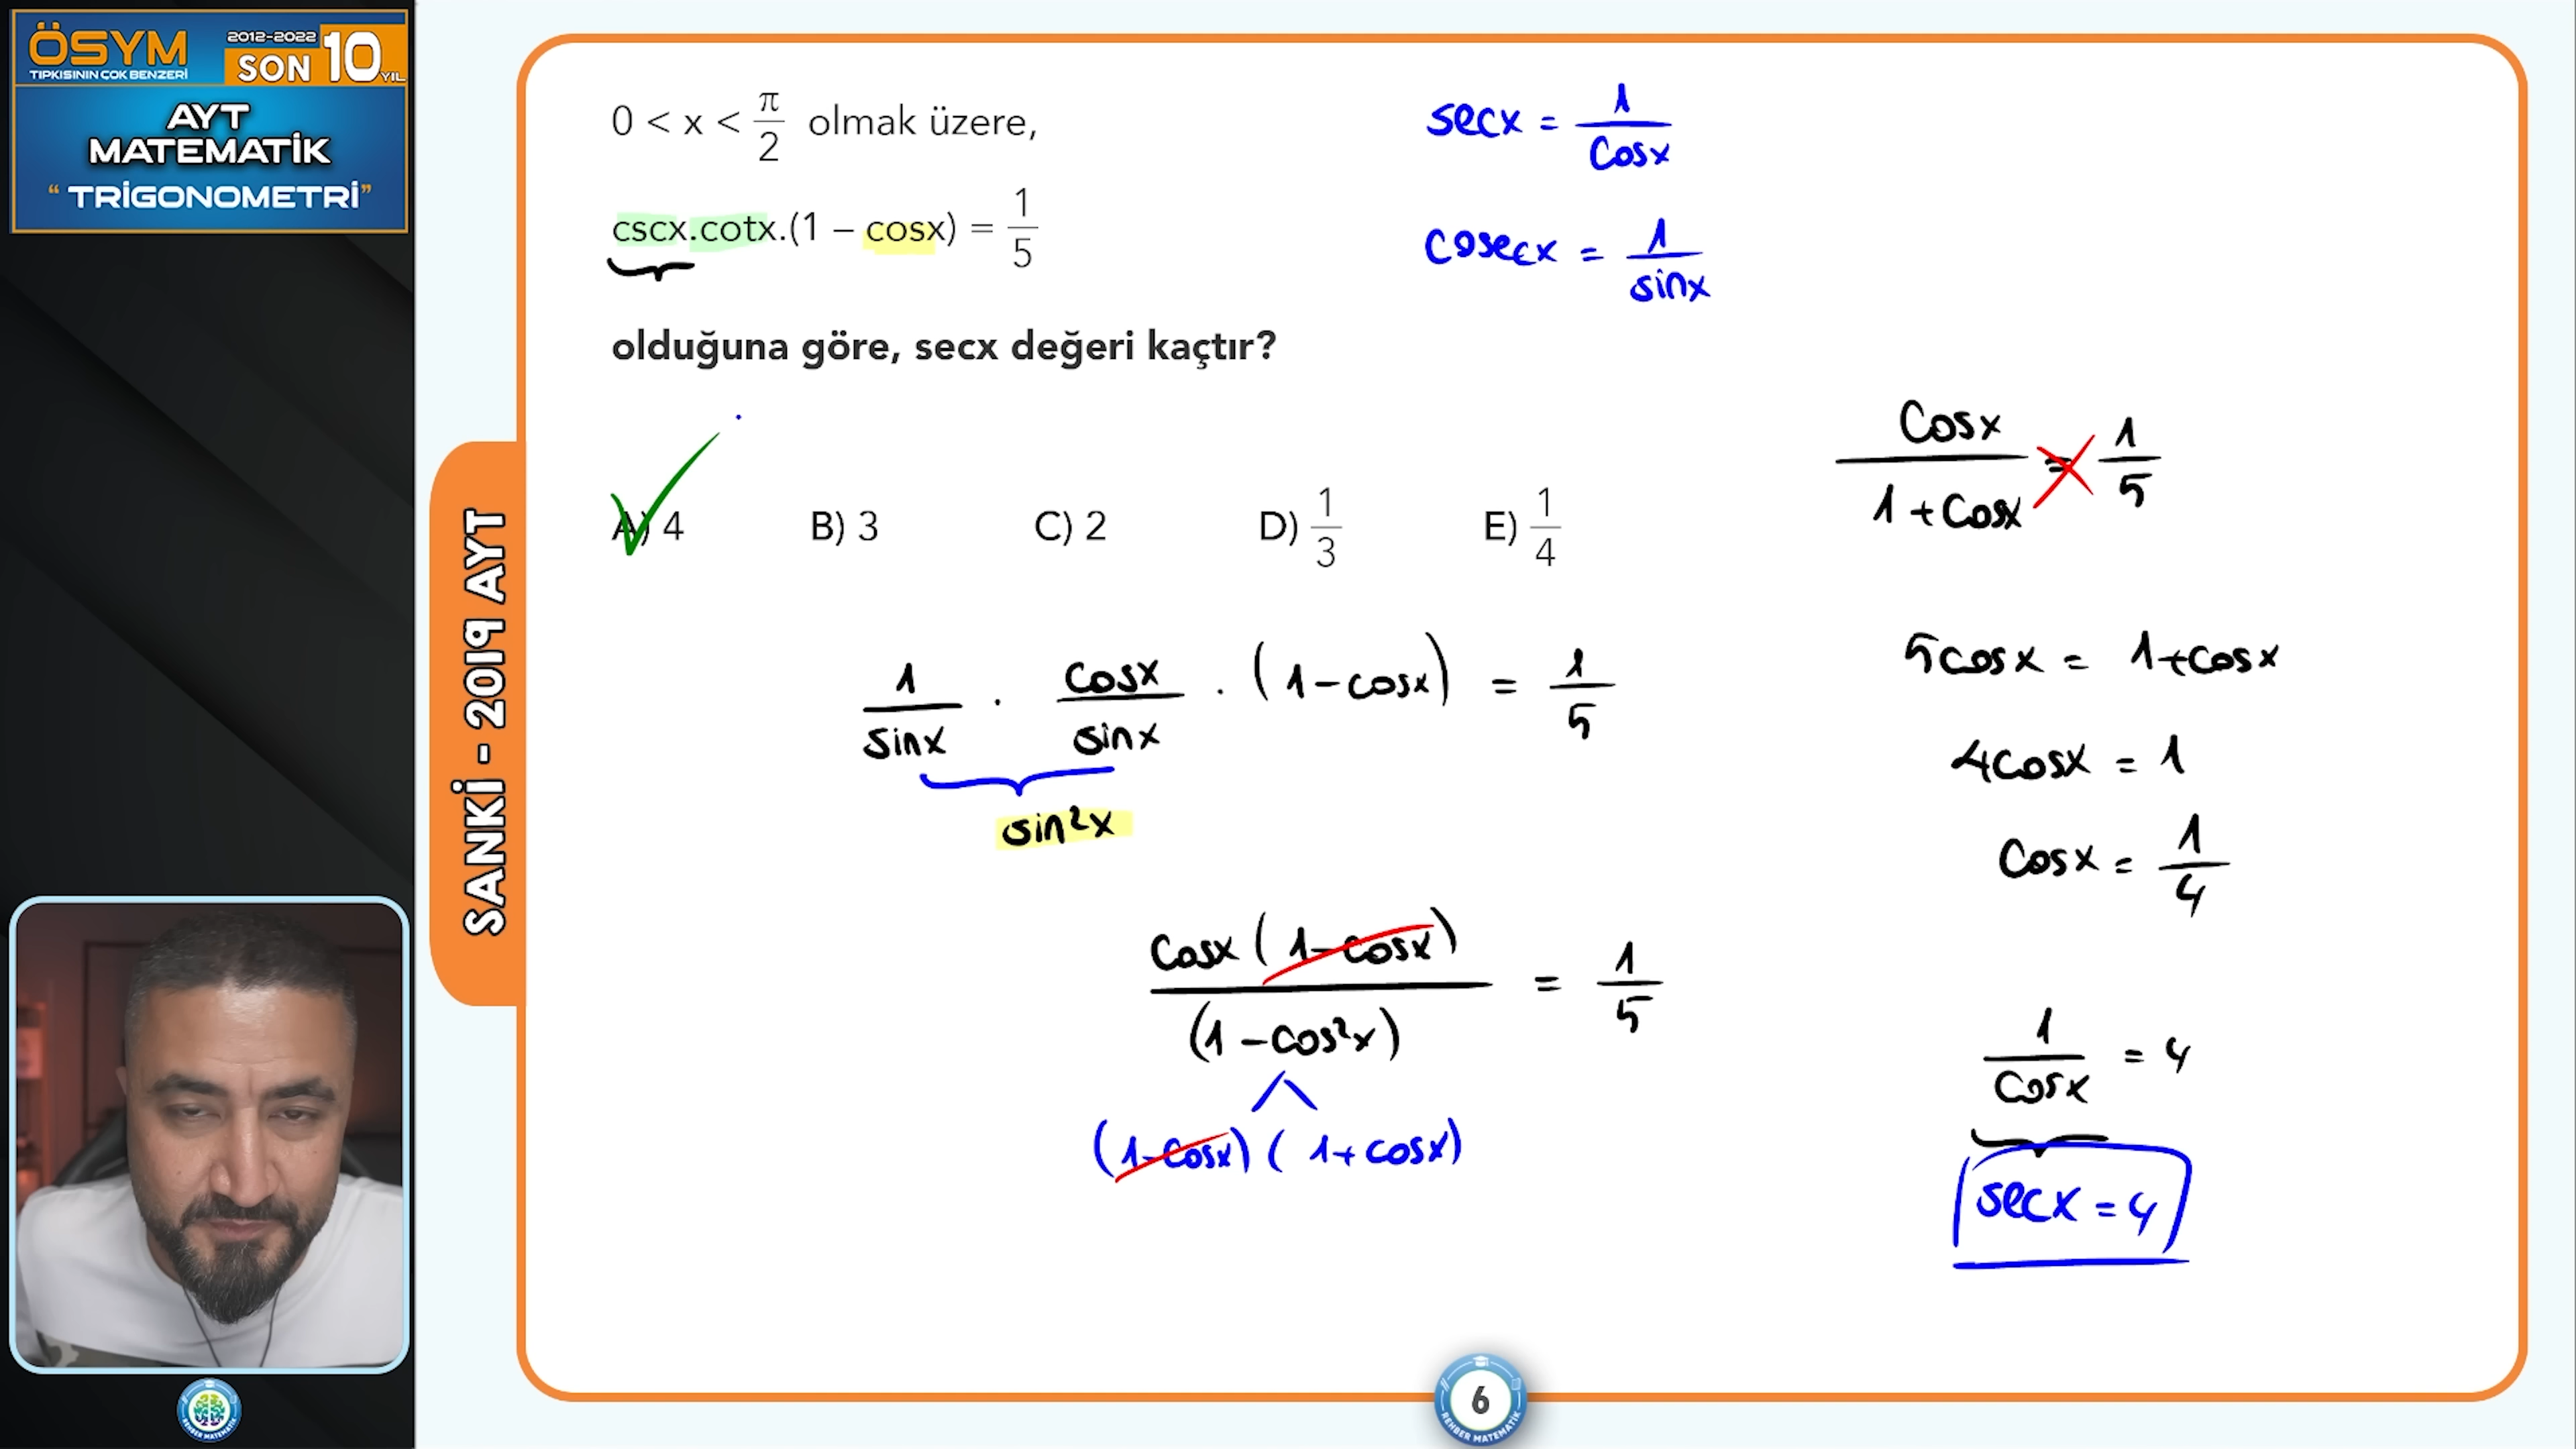 ÖSYM
TIPKISININ ÇOK BENZERİ
2012-2022
SON 10 YIL
AYT
MATEMATİK
“ TRİGONOMETRİ”
SANKİ - 2019 AYT
0 < x < π/2 olmak üzere,
cscx.cotx.(1 – cosx) = 1/5
olduğuna göre, secx değeri kaçtır?
A) 4 B) 3 C) 2 D) 1/3 E) 1/4
secx = 1/cosx
cosecx = 1/sinx
1/sinx . cosx/sinx . (1-cosx) = 1/5
sin²x
cosx(1-cosx)/(1-cos²x) = 1/5
(1-cosx)(1+cosx)
cosx/1+cosx = 1/5
5cosx = 1+cosx
4cosx = 1
cosx = 1/4
1/cosx = 4
secx = 4
6
REHBER MATEMATİK
REHBER MATEMATİK